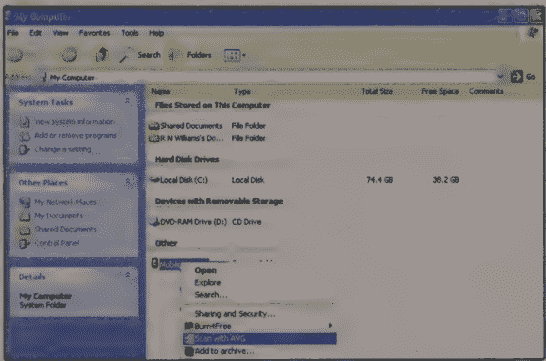 My Computer
File Edit View Favorites Tools Help
Search Folders
Address My Computer Go
System Tasks
View system information
Add or remove programs
Change a setting
Other Places
My Network Places
My Documents
Shared Documents
Control Panel
Details
My Computer
System Folder
Name Type Total Size Free Space Comments
Files Stored on This Computer
Shared Documents File Folder
R N Williams's Do... File Folder
Hard Disk Drives
Local Disk (C:) Local Disk 74.4 GB 38.2 GB
Devices with Removable Storage
DVD-RAM Drive (D:) CD Drive
Other
Open
Explore
Search...
Sharing and Security...
Burn4Free
Scan with AVG
Add to archive...